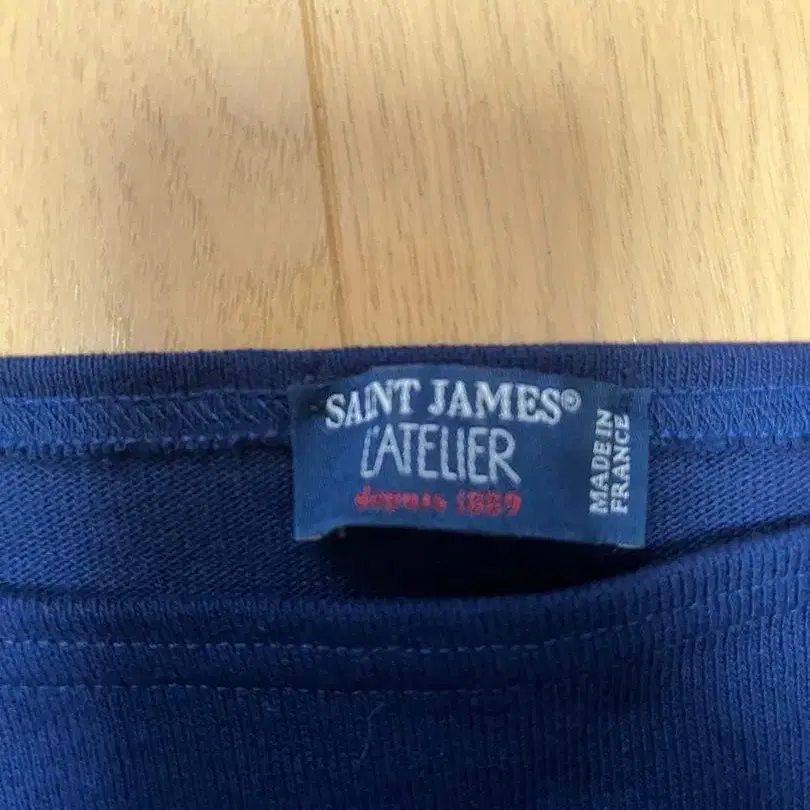 SAINT JAMES®
L'ATELIER
depuis 1889
MADE IN
FRANCE